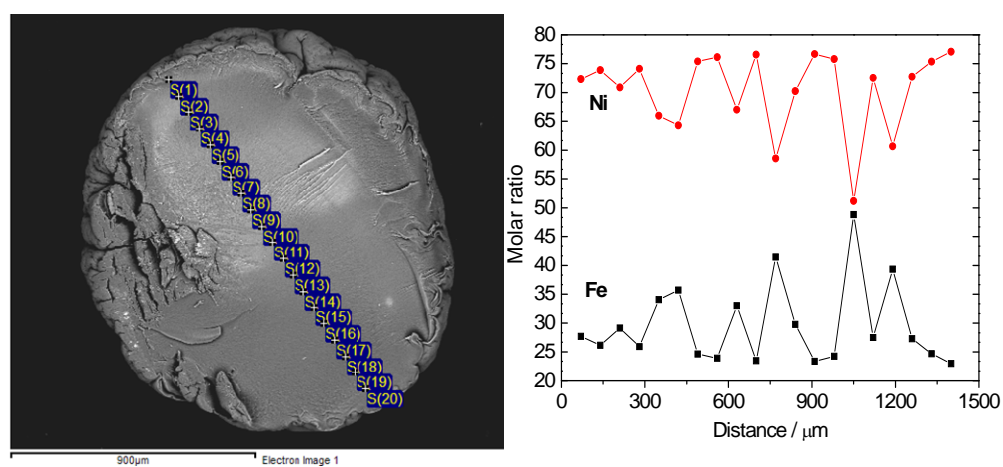 S(1)
S(2)
S(3)
S(4)
S(5)
S(6)
S(7)
S(8)
S(9)
S(10)
S(11)
S(12)
S(13)
S(14)
S(15)
S(16)
S(17)
S(18)
S(19)
S(20)
900µm Electron Image 1
80
75
70
65
60
55
50
45
40
35
30
25
20
Molar ratio
Ni
Fe
0 300 600 900 1200 1500
Distance / µm